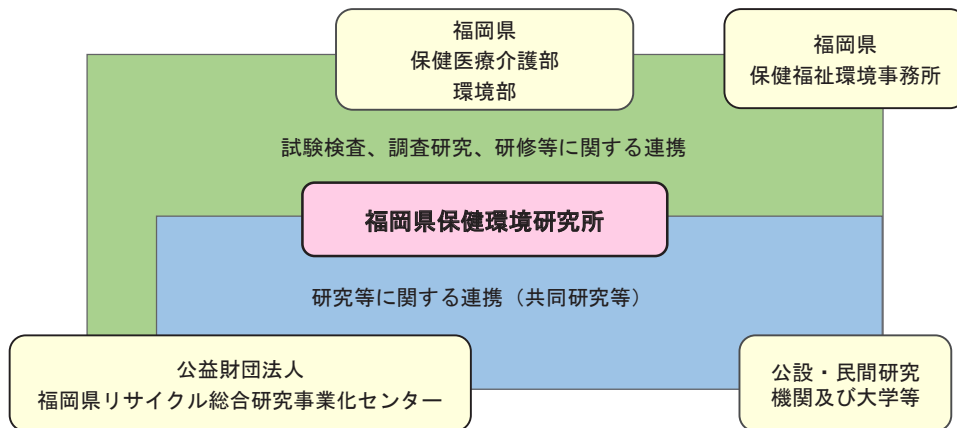 福岡県
保健医療介護部
環境部
福岡県
保健福祉環境事務所
試験検査、調査研究、研修等に関する連携
福岡県保健環境研究所
研究等に関する連携（共同研究等）
公益財団法人
福岡県リサイクル総合研究事業化センター
公設・民間研究
機関及び大学等